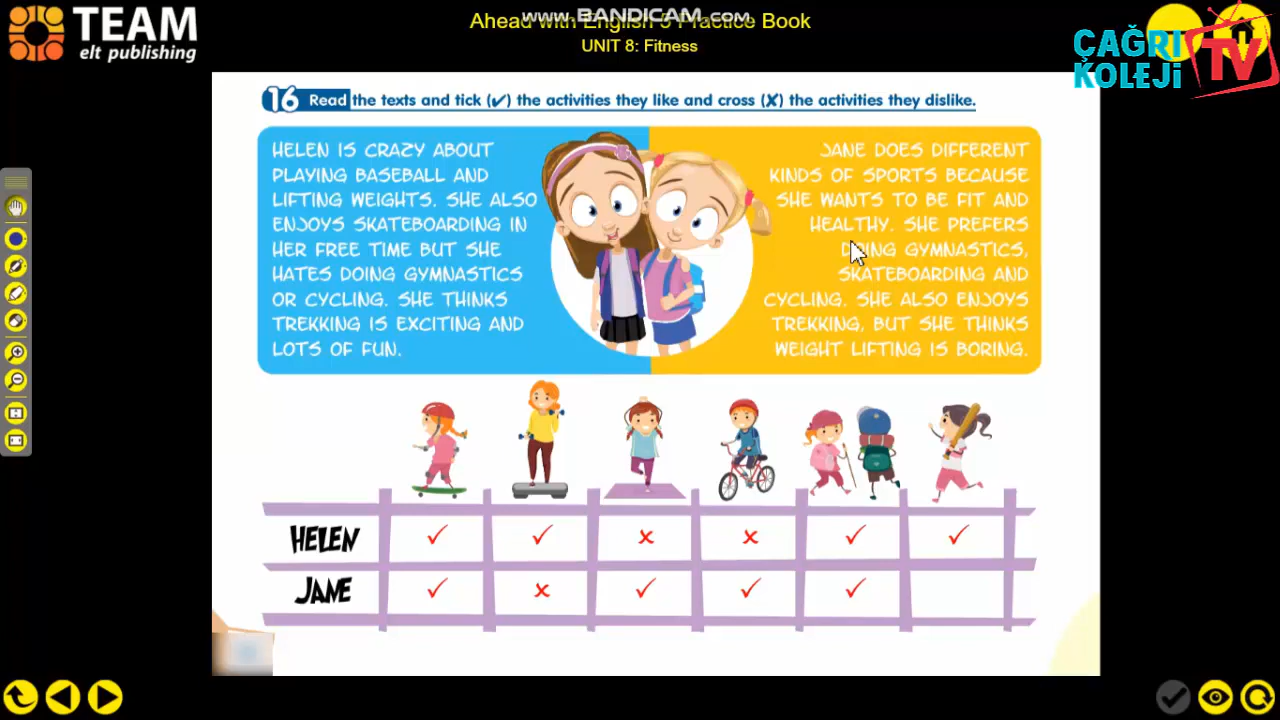 TEAM
elt publishing
Ahead with English 5 Practice Book
www.BANDICAM.com
UNIT 8: Fitness
ÇAĞRI
KOLEJİ
TV
16 Read the texts and tick (✔) the activities they like and cross (✘) the activities they dislike.
HELEN IS CRAZY ABOUT
PLAYING BASEBALL AND
LIFTING WEIGHTS. SHE ALSO
ENJOYS SKATEBOARDING IN
HER FREE TIME BUT SHE
HATES DOING GYMNASTICS
OR CYCLING. SHE THINKS
TREKKING IS EXCITING AND
LOTS OF FUN.
JANE DOES DIFFERENT
KINDS OF SPORTS BECAUSE
SHE WANTS TO BE FIT AND
HEALTHY. SHE PREFERS
DOING GYMNASTICS,
SKATEBOARDING AND
CYCLING. SHE ALSO ENJOYS
TREKKING, BUT SHE THINKS
WEIGHT LIFTING IS BORING.
HELEN ✓ ✓ x x ✓ ✓
JANE ✓ x ✓ ✓ ✓